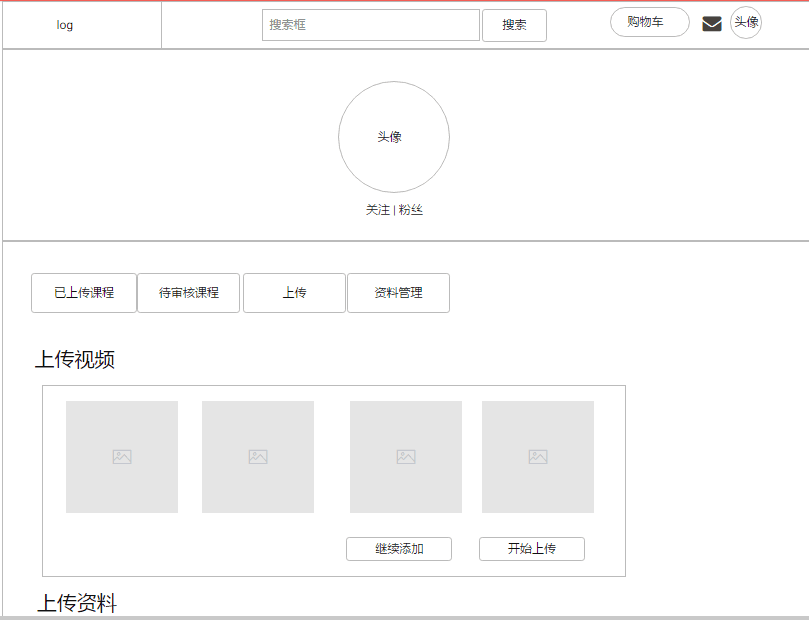 log
搜索框
搜索
购物车
头像
头像
关注 | 粉丝
已上传课程
待审核课程
上传
资料管理
上传视频
继续添加
开始上传
上传资料